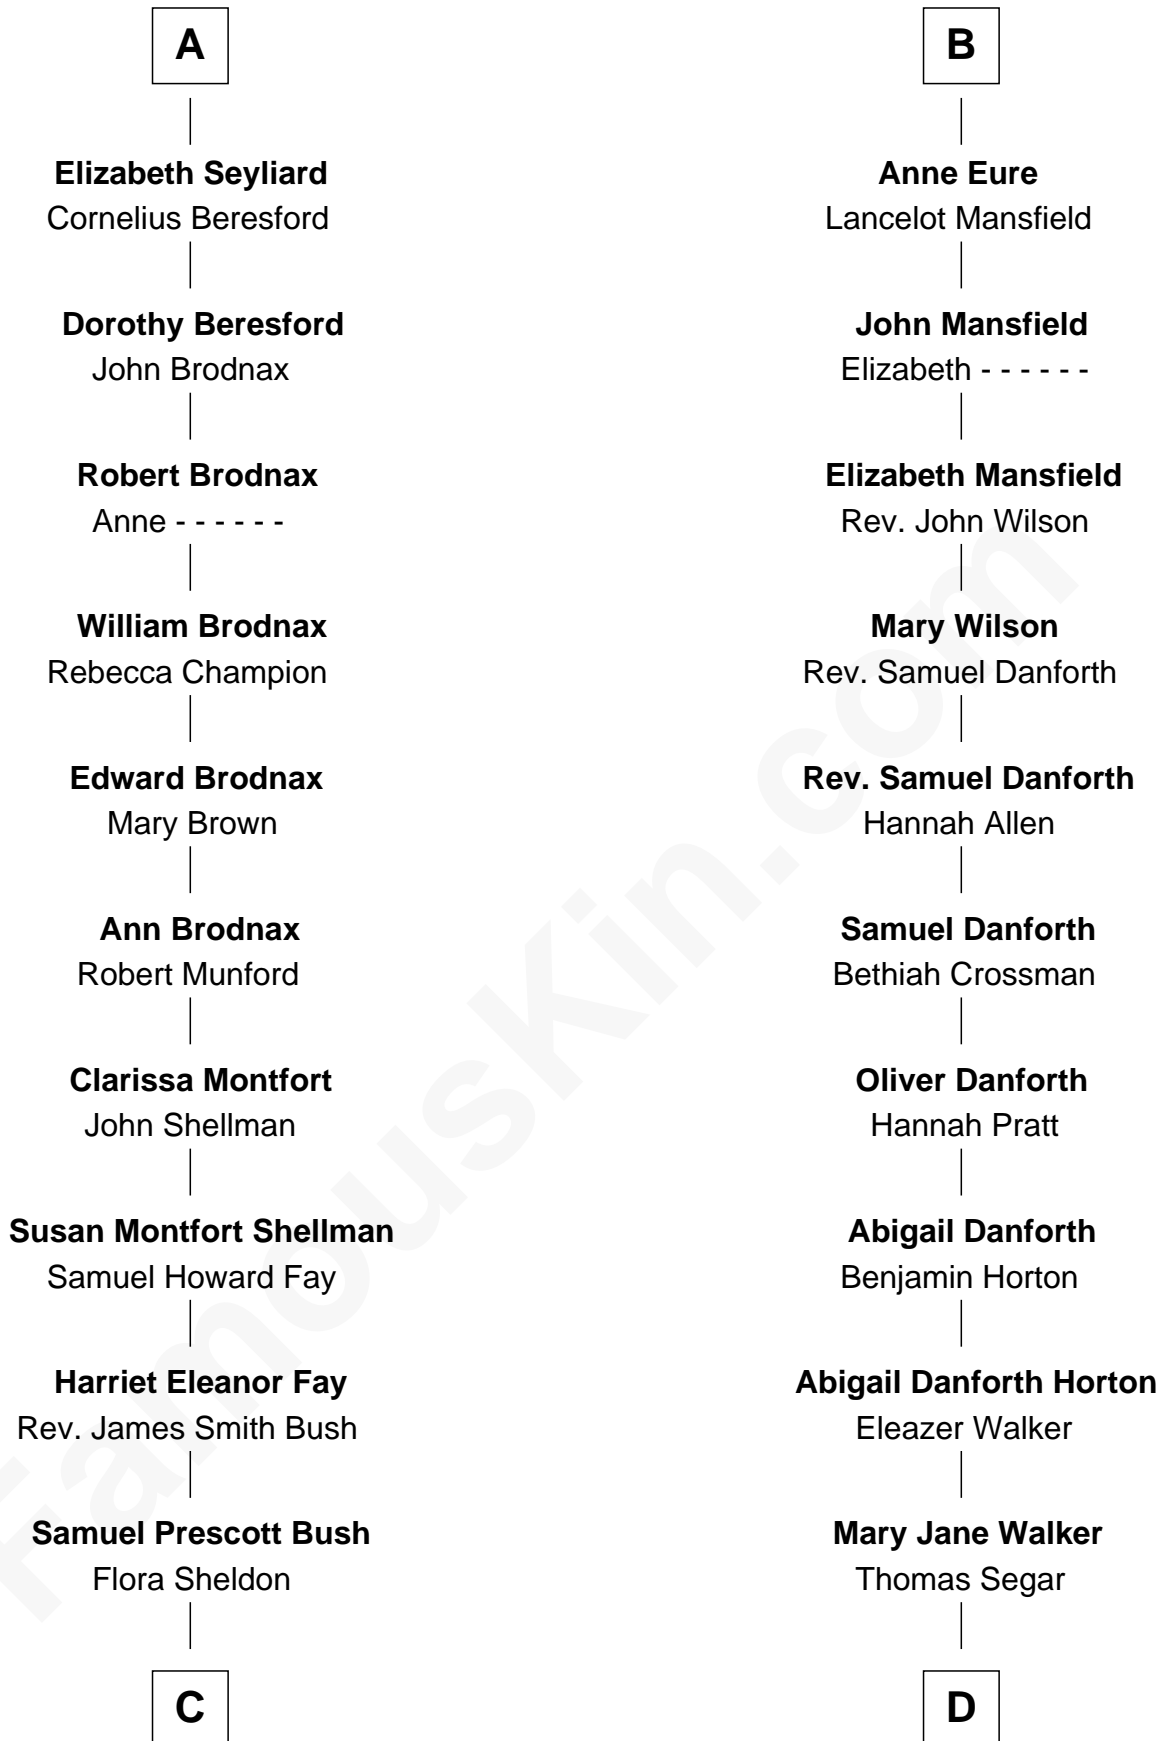 A
Elizabeth Seyliard
Cornelius Beresford
Dorothy Beresford
John Brodnax
Robert Brodnax
Anne - - - - - -
William Brodnax
Rebecca Champion
Edward Brodnax
Mary Brown
Ann Brodnax
Robert Munford
Clarissa Montfort
John Shellman
Susan Montfort Shellman
Samuel Howard Fay
Harriet Eleanor Fay
Rev. James Smith Bush
Samuel Prescott Bush
Flora Sheldon
C
B
Anne Eure
Lancelot Mansfield
John Mansfield
Elizabeth - - - - - -
Elizabeth Mansfield
Rev. John Wilson
Mary Wilson
Rev. Samuel Danforth
Rev. Samuel Danforth
Hannah Allen
Samuel Danforth
Bethiah Crossman
Oliver Danforth
Hannah Pratt
Abigail Danforth
Benjamin Horton
Abigail Danforth Horton
Eleazer Walker
Mary Jane Walker
Thomas Segar
D
FamousKin.com